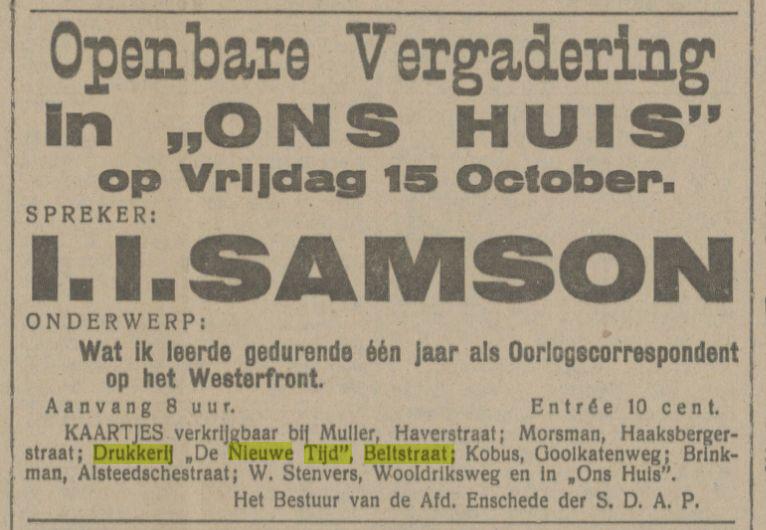 Openbare Vergadering
in „ONS HUIS”
op Vrijdag 15 October.
SPREKER:
I. I. SAMSON
ONDERWERP:
Wat ik leerde gedurende één jaar als Oorlogscorrespondent
op het Westerfront.
Aanvang 8 uur. Entrée 10 cent.
KAARTJES verkrijgbaar bij Muller, Haverstraat; Morsman, Haaksberger-
straat; Drukkerij „De Nieuwe Tijd”, Beltstraat; Kobus, Gooikatenweg; Brink-
man, Alsteedschestraat; W. Stenvers, Wooldriksweg en in „Ons Huis”.
Het Bestuur van de Afd. Enschede der S. D. A. P.